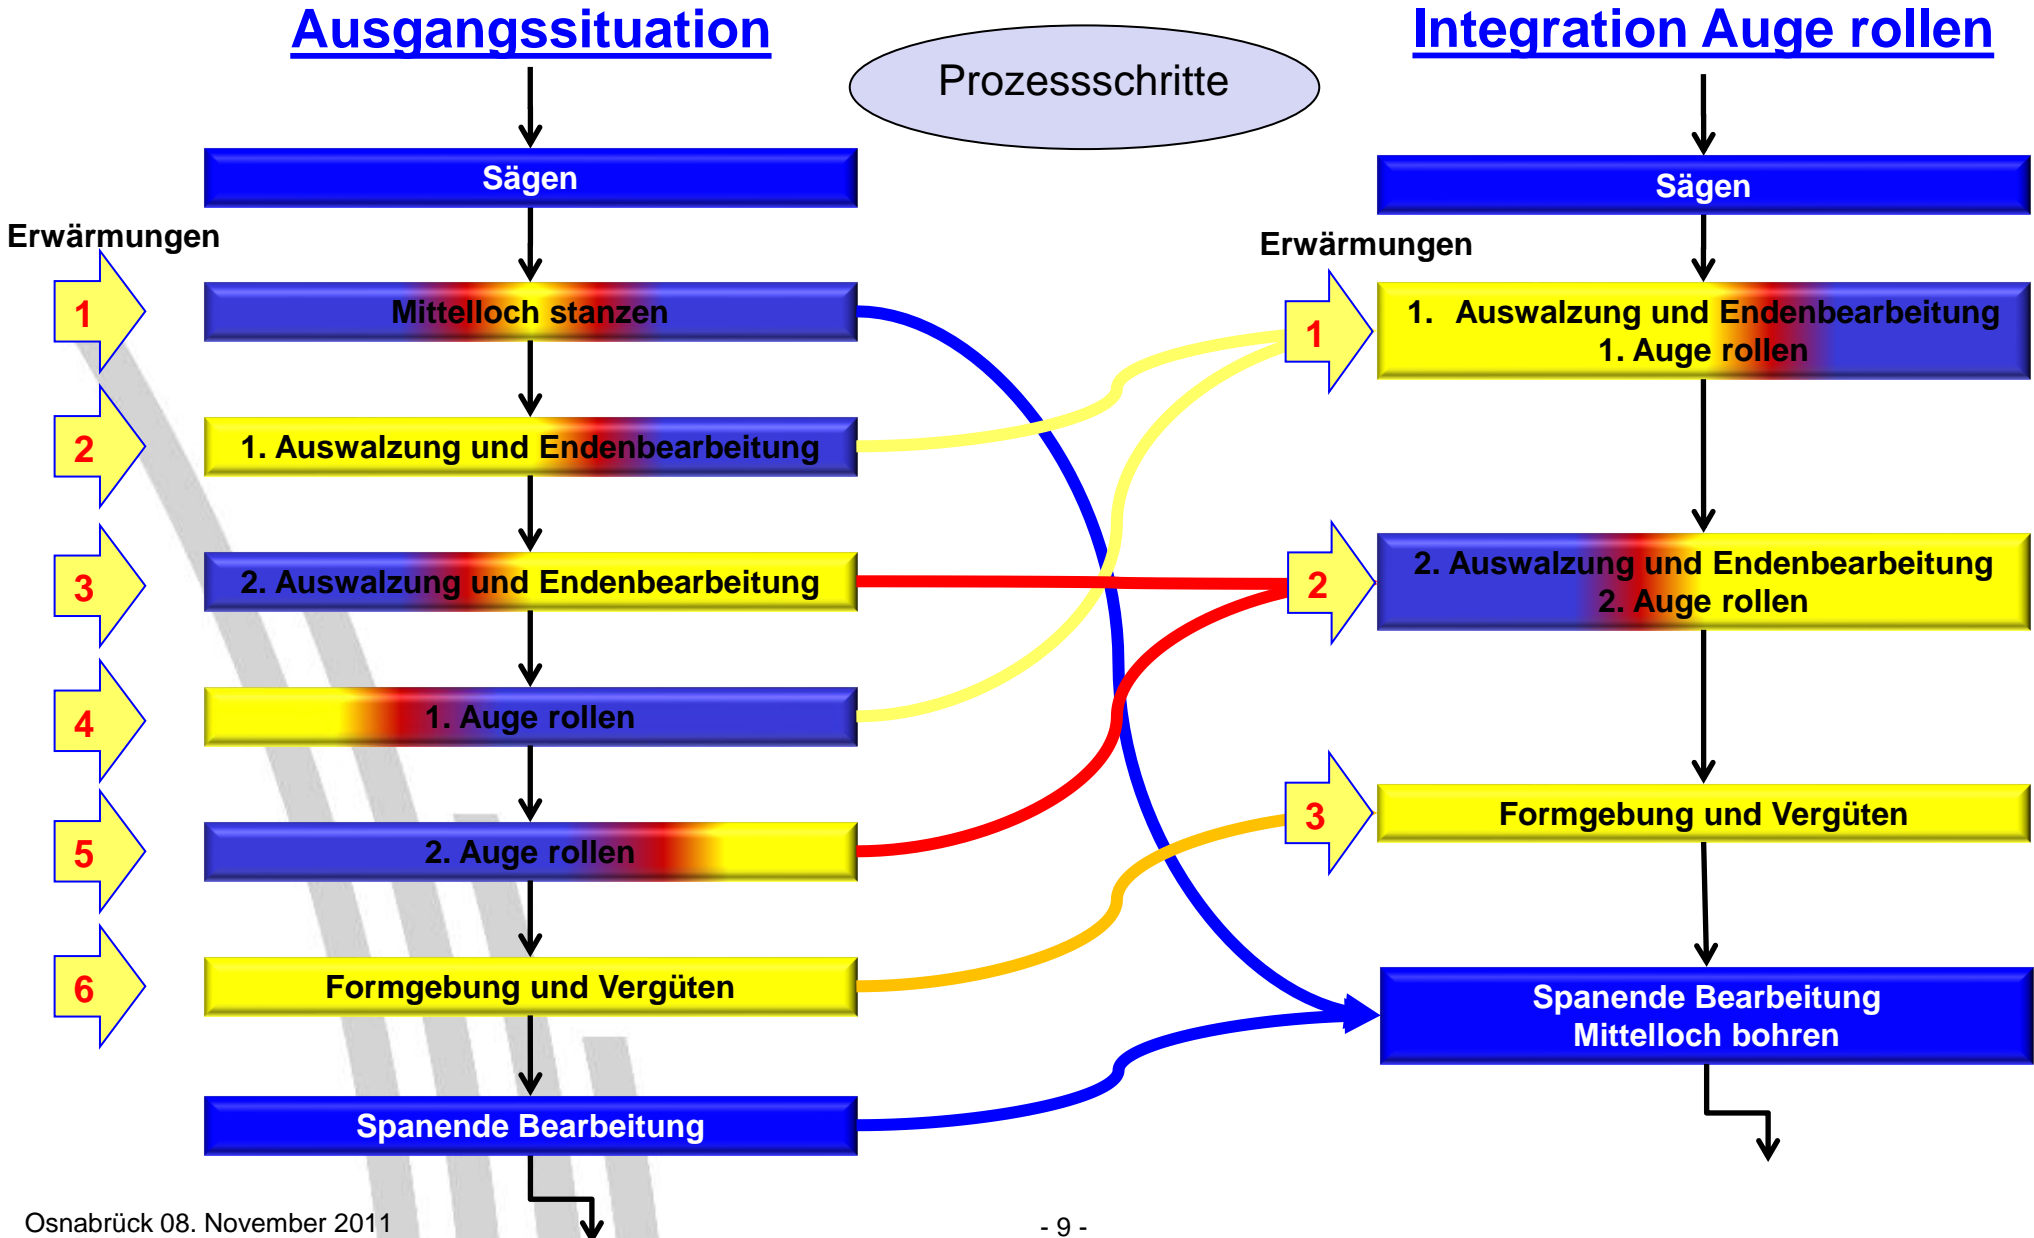 Ausgangssituation
Prozessschritte
Integration Auge rollen
Sägen
Erwärmungen
1
Mittelloch stanzen
2
1. Auswalzung und Endenbearbeitung
3
2. Auswalzung und Endenbearbeitung
4
1. Auge rollen
5
2. Auge rollen
6
Formgebung und Vergüten
Spanende Bearbeitung
Sägen
Erwärmungen
1
1. Auswalzung und Endenbearbeitung
1. Auge rollen
2
2. Auswalzung und Endenbearbeitung
2. Auge rollen
3
Formgebung und Vergüten
Spanende Bearbeitung
Mittelloch bohren
Osnabrück 08. November 2011
- 9 -